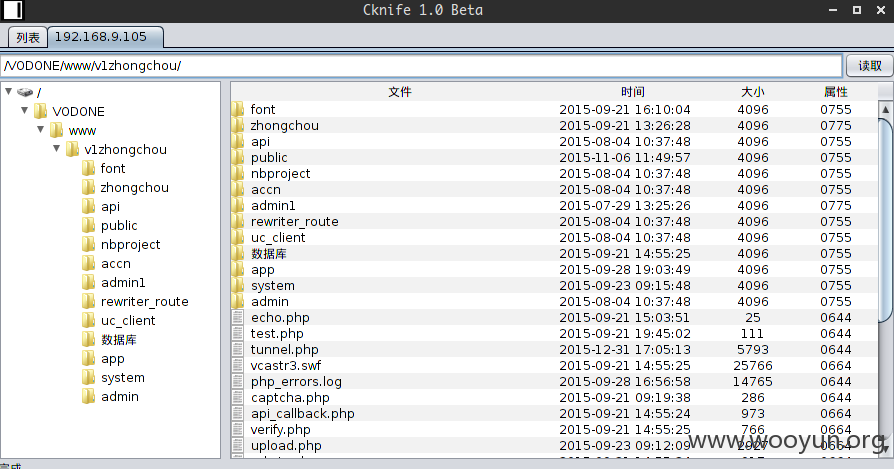 Cknife 1.0 Beta
列表 192.168.9.105
/VODONE/www/v1zhongchou/ 读取
/
VODONE
www
v1zhongchou
font
zhongchou
api
public
nbproject
accn
admin1
rewriter_route
uc_client
数据库
app
system
admin
文件 时间 大小 属性
font 2015-09-21 16:10:04 4096 0755
zhongchou 2015-09-21 13:26:28 4096 0775
api 2015-08-04 10:37:48 4096 0755
public 2015-11-06 11:49:57 4096 0755
nbproject 2015-08-04 10:37:48 4096 0755
accn 2015-08-04 10:37:48 4096 0755
admin1 2015-07-29 13:25:26 4096 0775
rewriter_route 2015-08-04 10:37:48 4096 0755
uc_client 2015-08-04 10:37:48 4096 0755
数据库 2015-09-21 14:55:25 4096 0755
app 2015-09-28 19:03:49 4096 0755
system 2015-09-23 09:15:48 4096 0755
admin 2015-08-04 10:37:48 4096 0755
echo.php 2015-09-21 15:03:51 25 0644
test.php 2015-09-21 19:45:02 111 0644
tunnel.php 2015-12-31 17:05:13 5793 0644
vcastr3.swf 2015-09-21 14:55:25 25766 0664
php_errors.log 2015-09-28 16:56:58 14765 0664
captcha.php 2015-09-21 09:19:38 286 0644
api_callback.php 2015-09-21 14:55:24 973 0664
verify.php 2015-09-21 14:55:25 766 0664
upload.php 2015-09-23 09:12:09 2927 0664
www.wooyun.org
完成